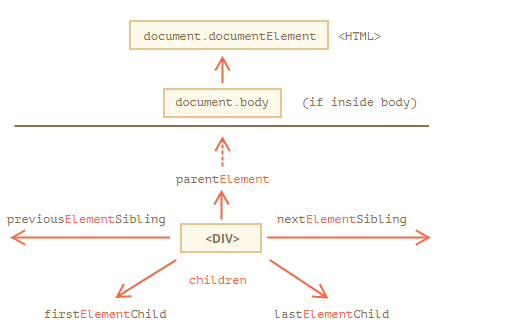 document.documentElement <HTML>
document.body (if inside body)
parentElement
previousElementSibling nextElementSibling
<DIV>
children
firstElementChild lastElementChild